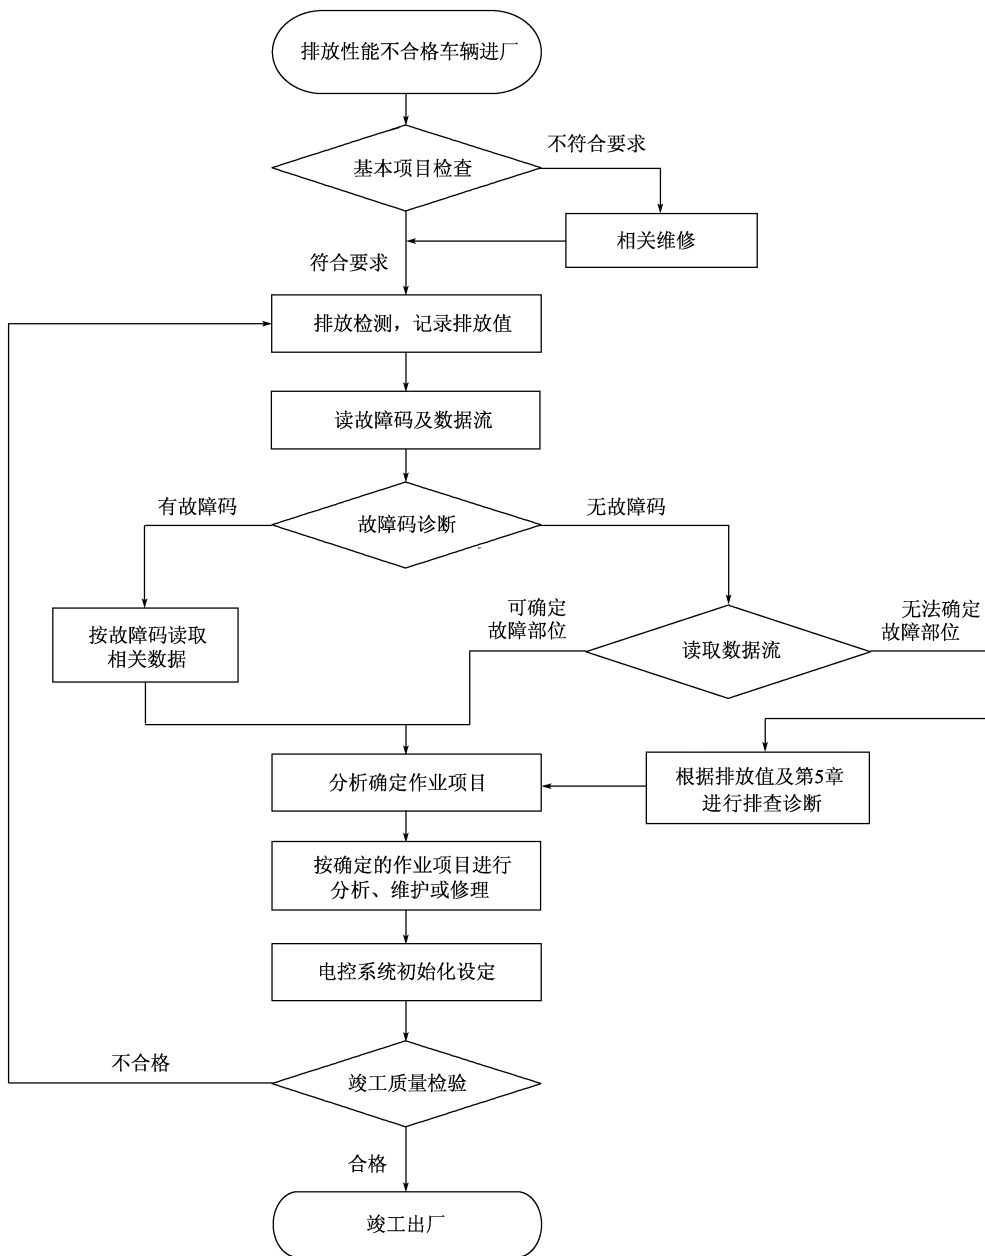 排放性能不合格车辆进厂
不符合要求
基本项目检查
相关维修
符合要求
排放检测，记录排放值
读故障码及数据流
有故障码
故障码诊断
无故障码
可确定
故障部位
无法确定
故障部位
按故障码读取
相关数据
读取数据流
分析确定作业项目
根据排放值及第5章
进行排查诊断
按确定的作业项目进行
分析、维护或修理
电控系统初始化设定
不合格
竣工质量检验
合格
竣工出厂